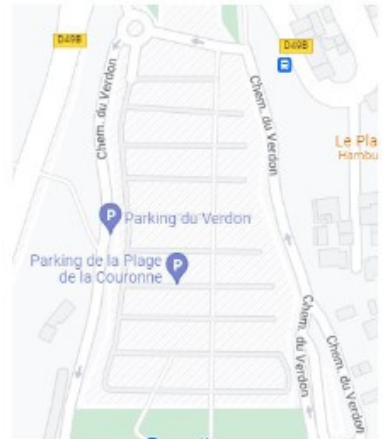 D49B
D49B
Chem. du Verdon
Chem. du Verdon
Le Pla
Hambu
Parking du Verdon
Parking de la Plage
de la Couronne
Chem. du Verdon
Chem. du Verdon